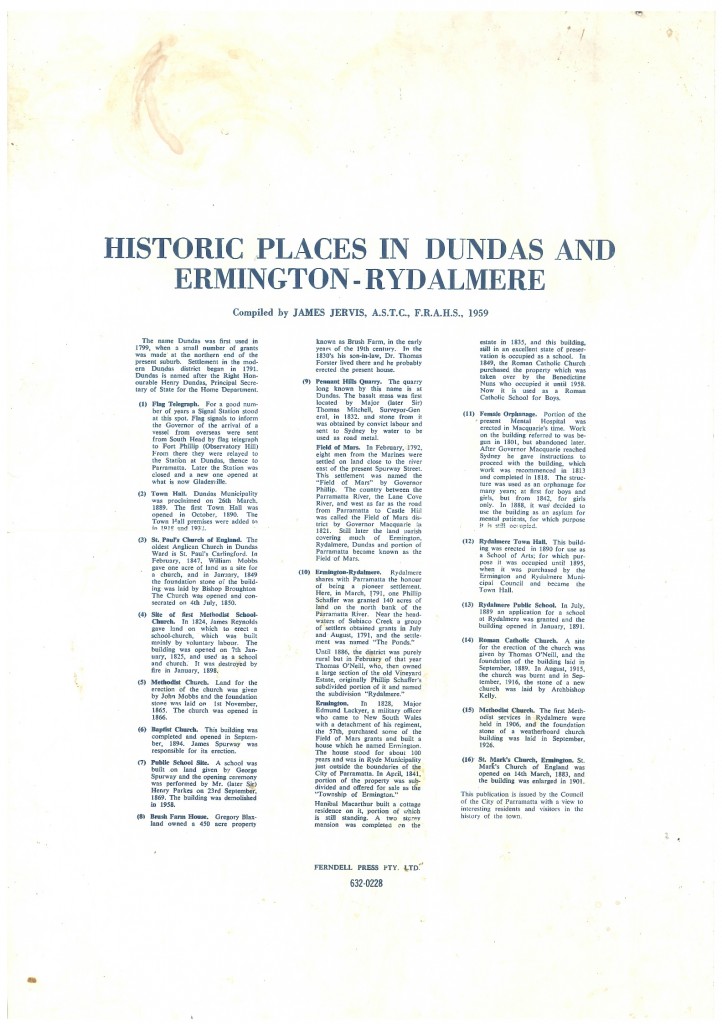 HISTORIC PLACES IN DUNDAS AND
ERMINGTON-RYDALMERE
Compiled by JAMES JERVIS, A.S.T.C., F.R.A.H.S., 1959
The name Dundas was first used in
1799, when a small number of grants
was made at the northern end of the
present suburb. Settlement in the mod-
ern Dundas district began in 1791.
Dundas is named after the Right Hon-
ourable Henry Dundas, Principal Secre-
tary of State for the Home Department.
(1) Flag Telegraph. For a good num-
ber of years a Signal Station stood
at this spot. Flag signals to inform
the Governor of the arrival of a
vessel from overseas were sent
from South Head by flag telegraph
to Fort Phillip (Observatory Hill)
From there they were relayed to
the Station at Dundas, thence to
Parramatta. Later the Station was
closed and a new one opened at
what is now Gladesville.
(2) Town Hall. Dundas Municipality
was proclaimed on 26th March,
1889. The first Town Hall was
opened in October, 1890. The
Town Hall premises were added to
in 1919 and 1931.
(3) St. Paul's Church of England. The
oldest Anglican Church in Dundas
Ward is St. Paul's Carlingford. In
February, 1847, William Mobbs
gave one acre of land as a site for
a church, and in January, 1849
the foundation stone of the build-
ing was laid by Bishop Broughton
The Church was opened and con-
secrated on 4th July, 1850.
(4) Site of first Methodist School-
Church. In 1824, James Reynolds
gave land on which to erect a
school-church, which was built
mainly by voluntary labour. The
building was opened on 7th Jan-
uary, 1825, and used as a school
and church. It was destroyed by
fire in January, 1898.
(5) Methodist Church. Land for the
erection of the church was given
by John Mobbs and the foundation
stone was laid on 1st November,
1865. The church was opened in
1866.
(6) Baptist Church. This building was
completed and opened in Septem-
ber, 1894. James Spurway was
responsible for its erection.
(7) Public School Site. A school was
built on land given by George
Spurway and the opening ceremony
was performed by Mr. (later Sir)
Henry Parkes on 23rd September,
1869. The building was demolished
in 1958.
(8) Brush Farm House. Gregory Blax-
land owned a 450 acre property
known as Brush Farm, in the early
years of the 19th century. In the
1830's his son-in-law, Dr. Thomas
Forster lived there and he probably
erected the present house.
(9) Pennant Hills Quarry. The quarry
long known by this name is at
Dundas. The basalt mass was first
located by Major (later Sir)
Thomas Mitchell, Surveyor-Gen-
eral, in 1832, and stone from it
was obtained by convict labour and
sent to Sydney by water to be
used as road metal.
Field of Mars. In February, 1792,
eight men from the Marines were
settled on land close to the river
east of the present Spurway Street.
This settlement was named the
"Field of Mars" by Governor
Phillip. The country between the
Parramatta River, the Lane Cove
River, and west as far as the road
from Parramatta to Castle Hill
was called the Field of Mars dis-
trict by Governor Macquarie in
1821. Still later the land parish
covering much of Ermington,
Rydalmere, Dundas and portion of
Parramatta became known as the
Field of Mars.
(10) Ermington-Rydalmere. Rydalmere
shares with Parramatta the honour
of being a pioneer settlement.
Here, in March, 1791, one Phillip
Schaffer was granted 140 acres of
land on the north bank of the
Parramatta River. Near the head-
waters of Subiaco Creek a group
of settlers obtained grants in July
and August, 1791, and the settle-
ment was named "The Ponds."
Until 1886, the district was purely
rural but in February of that year
Thomas O'Neill, who, then owned
a large section of the old Vineyard
Estate, originally Phillip Schaffer's
subdivided portion of it and named
the subdivision "Rydalmere."
Ermington. In 1828, Major
Edmund Lockyer, a military officer
who came to New South Wales
with a detachment of his regiment,
the 57th, purchased some of the
Field of Mars grants and built a
house which he named Ermington.
The house stood for about 100
years and was in Ryde Municipality
just outside the boundaries of the
City of Parramatta. In April, 1841,
portion of the property was sub-
divided and offered for sale as the
"Township of Ermington."
Hannibal Macarthur built a cottage
residence on it, portion of which
is still standing. A two storey
mansion was completed on the
estate in 1835, and this building,
still in an excellent state of preser-
vation is occupied as a school. In
1849, the Roman Catholic Church
purchased the property which was
taken over by the Benedictine
Nuns who occupied it until 1958.
Now it is used as a Roman
Catholic School for Boys.
(11) Female Orphanage. Portion of the
present Mental Hospital was
erected in Macquarie's time. Work
on the building referred to was be-
gun in 1801, but abandoned later.
After Governor Macquarie reached
Sydney he gave instructions to
proceed with the building, which
work was recommenced in 1813
and completed in 1818. The struc-
ture was used as an orphanage for
many years; at first for boys and
girls, but from 1842, for girls
only. In 1888, it was decided to
use the building as an asylum for
mental patients, for which purpose
it is still occupied.
(12) Rydalmere Town Hall. This build-
ing was erected in 1890 for use as
a School of Arts; for which pur-
pose it was occupied until 1895,
when it was purchased by the
Ermington and Rydalmere Muni-
cipal Council and became the
Town Hall.
(13) Rydalmere Public School. In July,
1889 an application for a school
at Rydalmere was granted and the
building opened in January, 1891.
(14) Roman Catholic Church. A site
for the erection of the church was
given by Thomas O'Neill, and the
foundation of the building laid in
September, 1889. In August, 1915,
the church was burnt and in Sep-
tember, 1916, the stone of a new
church was laid by Archbishop
Kelly.
(15) Methodist Church. The first Meth-
odist services in Rydalmere were
held in 1906, and the foundation
stone of a weatherboard church
building was laid in September,
1926.
(16) St. Mark's Church, Ermington. St.
Mark's Church of England was
opened on 14th March, 1883, and
the building was enlarged in 1901.
This publication is issued by the Council
of the City of Parramatta with a view to
interesting residents and visitors in the
history of the town.
FERNDELL PRESS PTY. LTD.
632-0228